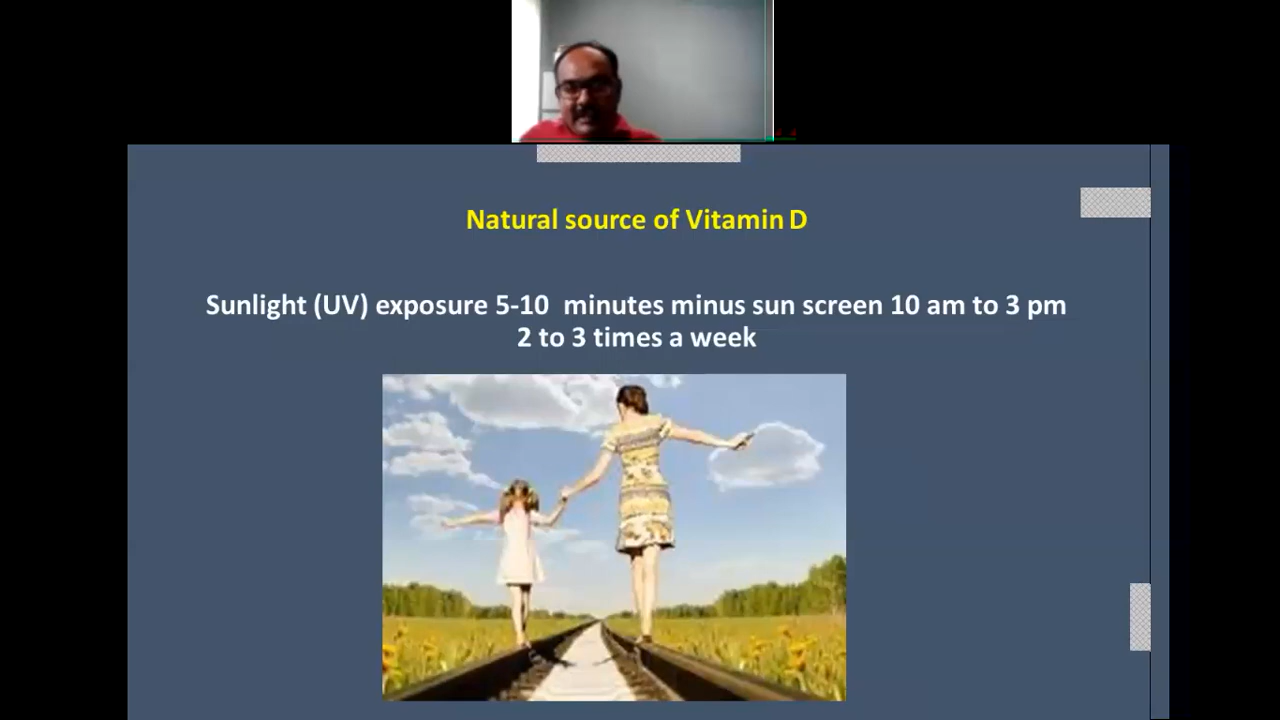 Natural source of Vitamin D
Sunlight (UV) exposure 5-10 minutes minus sun screen 10 am to 3 pm
2 to 3 times a week